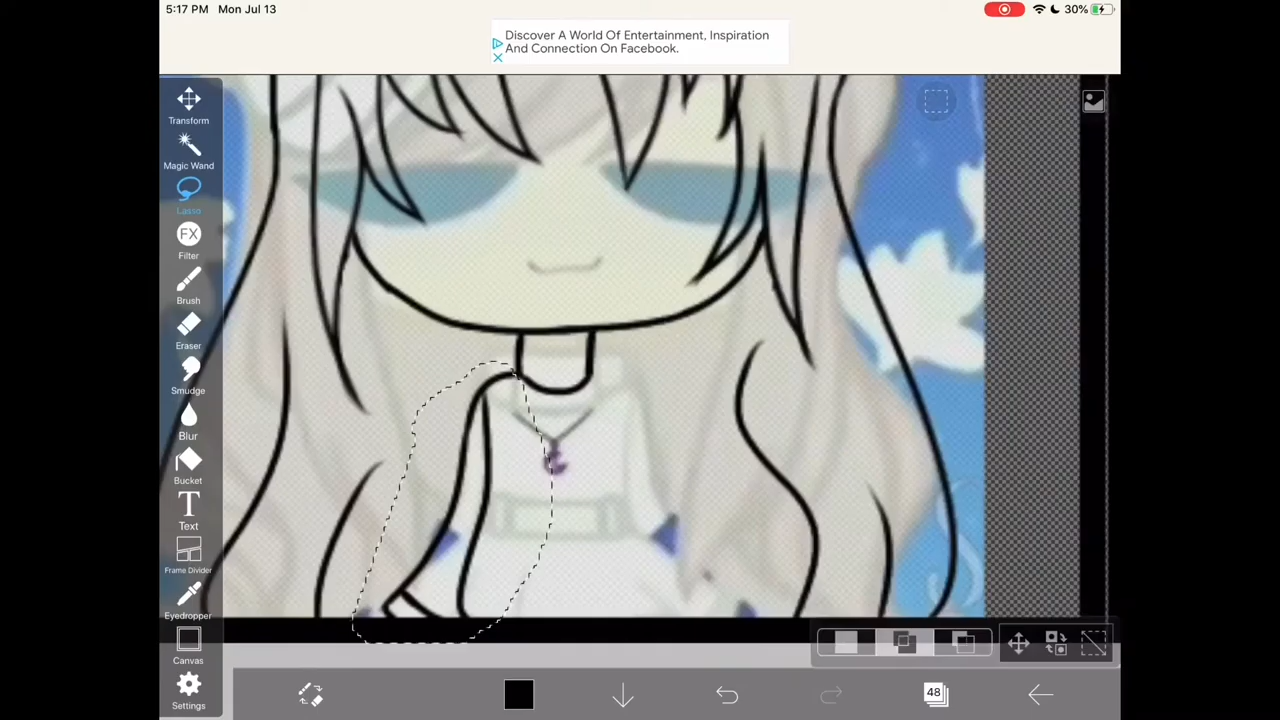 5:17 PM Mon Jul 13
30%
Discover A World Of Entertainment, Inspiration
And Connection On Facebook.
Transform
Magic Wand
Lasso
FX
Filter
Brush
Eraser
Smudge
Blur
Bucket
T
Text
Frame Divider
Eyedropper
Canvas
Settings
48